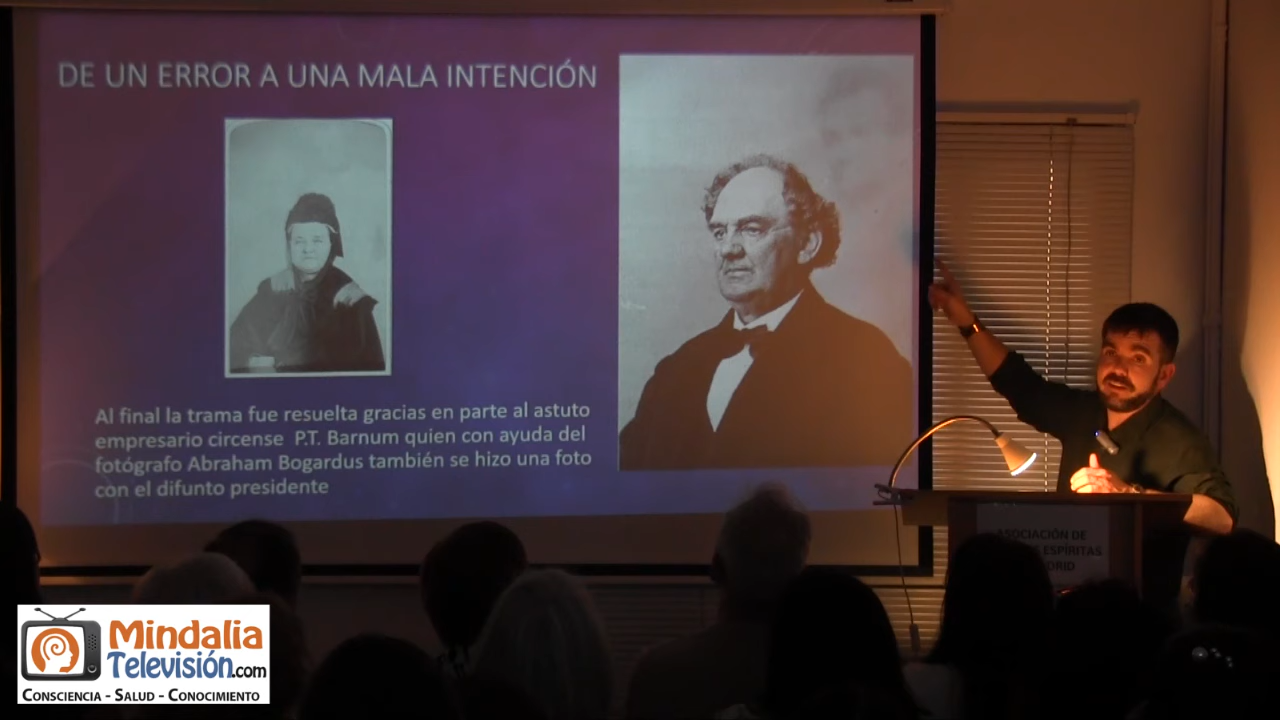 DE UN ERROR A UNA MALA INTENCIÓN
Al final la trama fue resuelta gracias en parte al astuto
empresario circense P.T. Barnum quien con ayuda del
fotógrafo Abraham Bogardus también se hizo una foto
con el difunto presidente
ASOCIACIÓN DE
ESPÍRITAS
Mindalia
Televisión.com
CONSCIENCIA - SALUD - CONOCIMIENTO